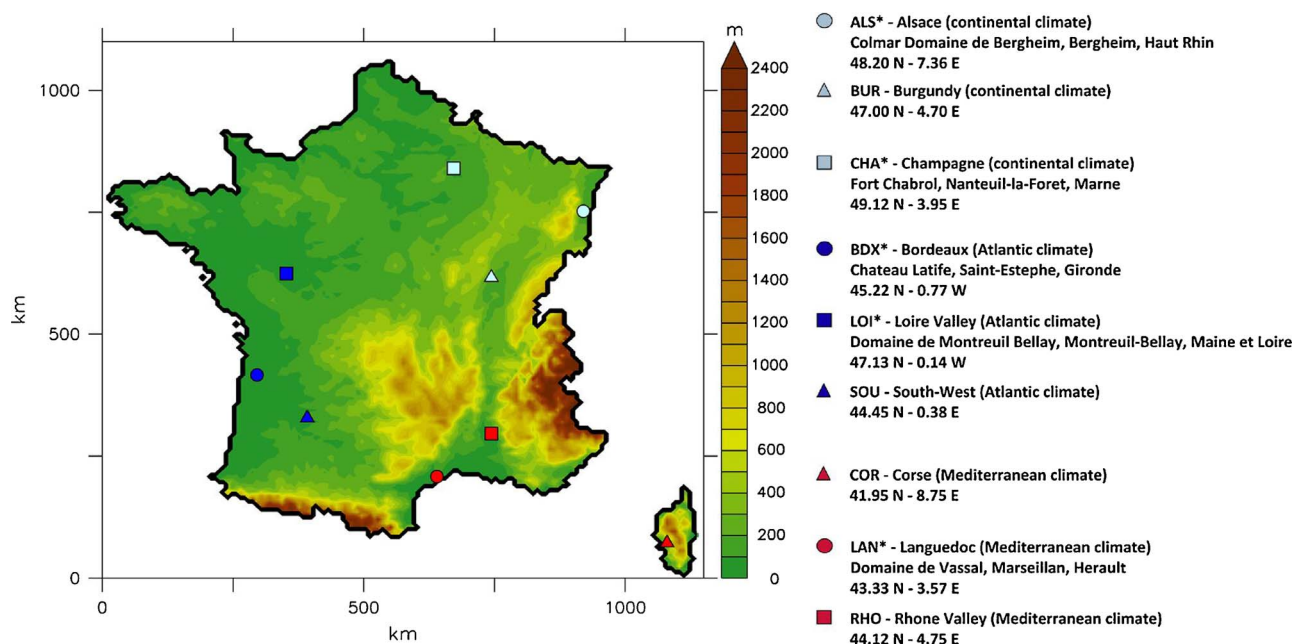 m
2400
2200
2000
1800
1600
1400
1200
1000
800
600
400
200
0
1000
500
0
km
0
500
1000
km
ALS* - Alsace (continental climate)
Colmar Domaine de Bergheim, Bergheim, Haut Rhin
48.20 N - 7.36 E
BUR - Burgundy (continental climate)
47.00 N - 4.70 E
CHA* - Champagne (continental climate)
Fort Chabrol, Nanteuil-la-Foret, Marne
49.12 N - 3.95 E
BDX* - Bordeaux (Atlantic climate)
Chateau Latife, Saint-Estephe, Gironde
45.22 N - 0.77 W
LOI* - Loire Valley (Atlantic climate)
Domaine de Montreuil Bellay, Montreuil-Bellay, Maine et Loire
47.13 N - 0.14 W
SOU - South-West (Atlantic climate)
44.45 N - 0.38 E
COR - Corse (Mediterranean climate)
41.95 N - 8.75 E
LAN* - Languedoc (Mediterranean climate)
Domaine de Vassal, Marseillan, Herault
43.33 N - 3.57 E
RHO - Rhone Valley (Mediterranean climate)
44.12 N - 4.75 E